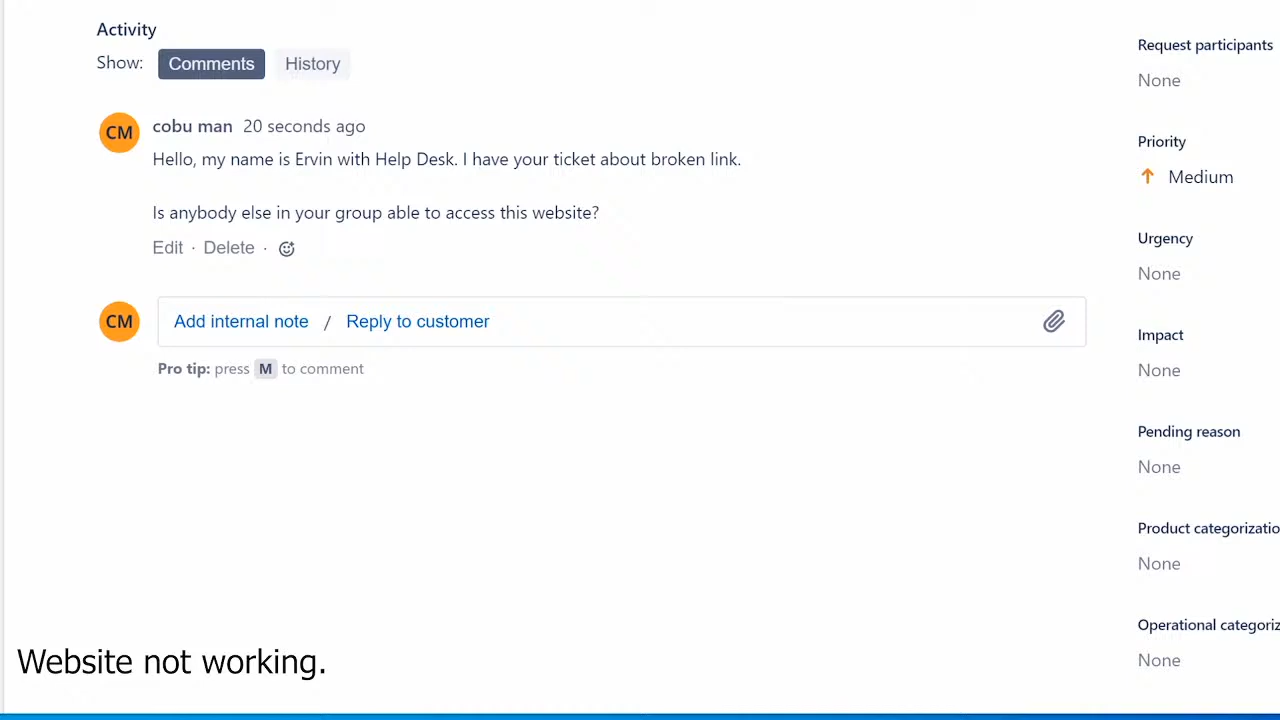 Activity
Show: Comments History
CM cobu man 20 seconds ago
Hello, my name is Ervin with Help Desk. I have your ticket about broken link.
Is anybody else in your group able to access this website?
Edit · Delete ·
CM Add internal note / Reply to customer
Pro tip: press M to comment
Request participants
None
Priority
Medium
Urgency
None
Impact
None
Pending reason
None
Product categorizatio
None
Operational categoriz
None
Website not working.